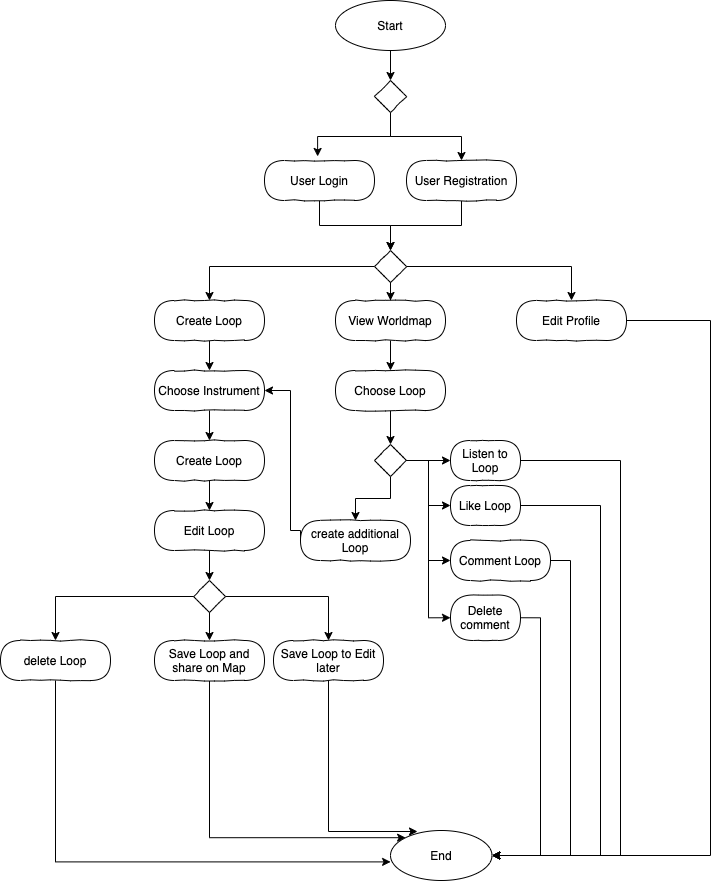 Start
User Login
User Registration
Create Loop
View Worldmap
Edit Profile
Choose Instrument
Choose Loop
Create Loop
Listen to
Loop
Like Loop
Edit Loop
create additional
Loop
Comment Loop
Delete
comment
delete Loop
Save Loop and
share on Map
Save Loop to Edit
later
End